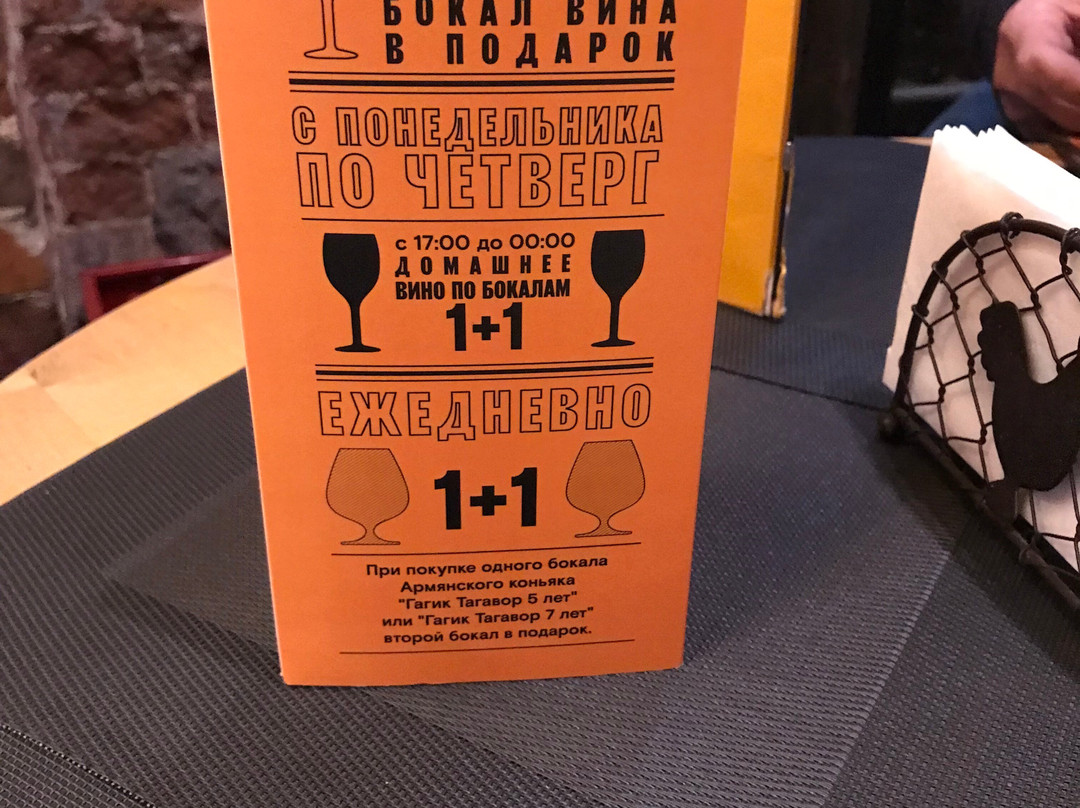 БОКАЛ ВИНА
В ПОДАРОК
С ПОНЕДЕЛЬНИКА
ПО ЧЕТВЕРГ
с 17:00 до 00:00
ДОМАШНЕЕ
ВИНО ПО БОКАЛАМ
1+1
ЕЖЕДНЕВНО
1+1
При покупке одного бокала
Армянского коньяка
"Гагик Тагавор 5 лет"
или "Гагик Тагавор 7 лет"
второй бокал в подарок.